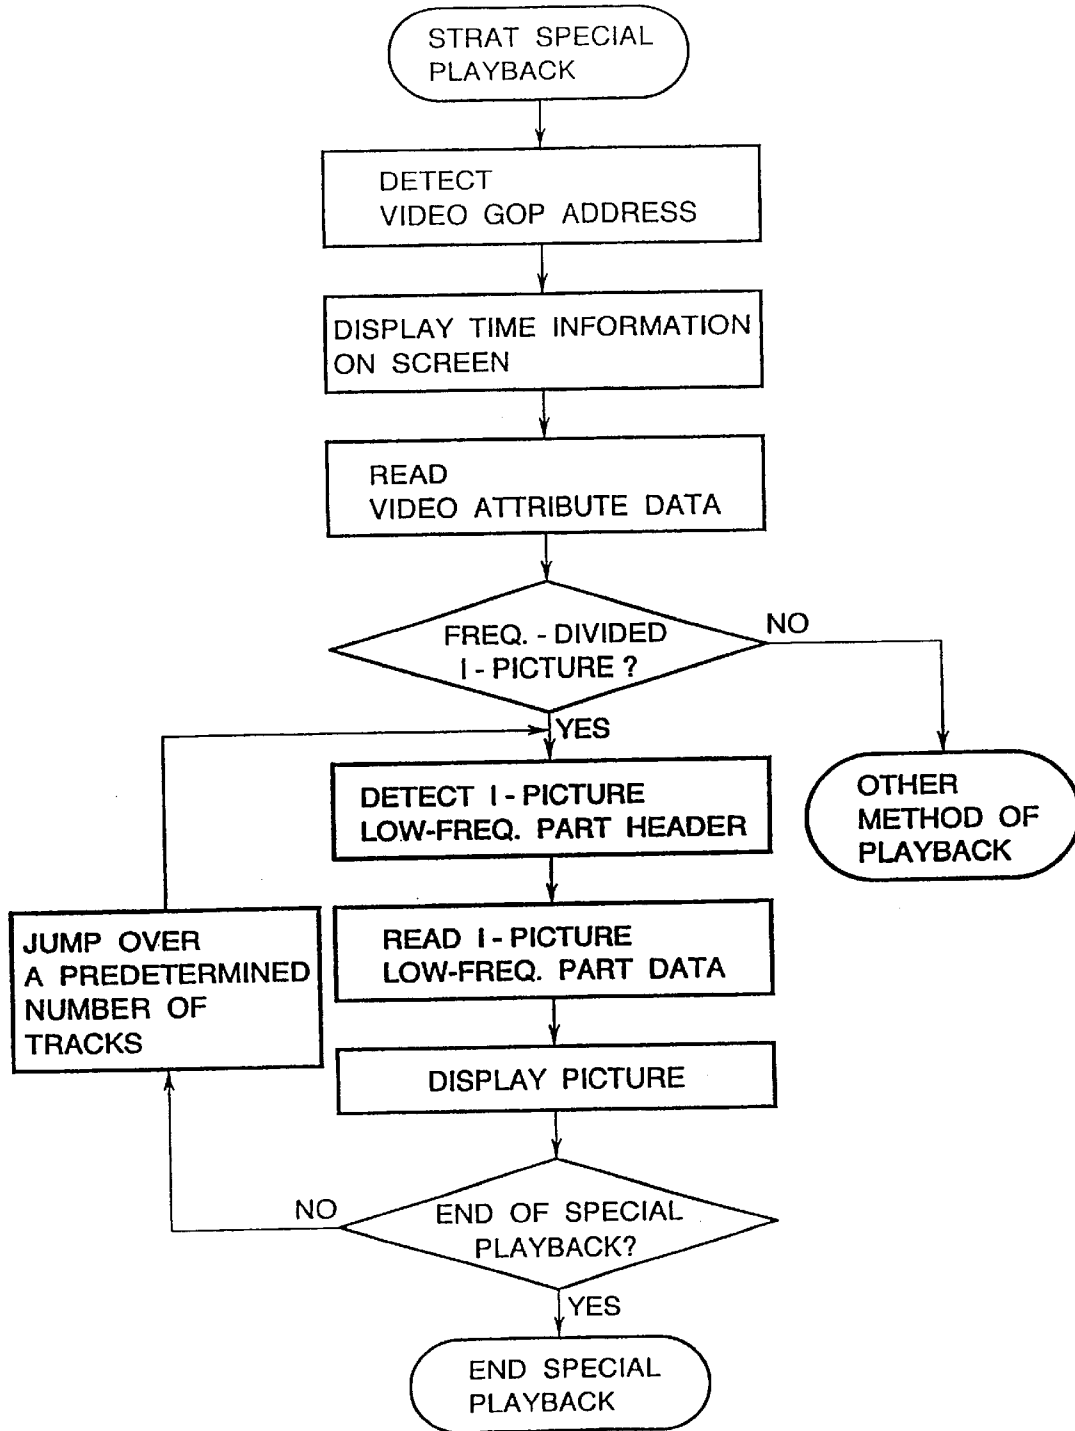 STRAT SPECIAL
PLAYBACK
DETECT
VIDEO GOP ADDRESS
DISPLAY TIME INFORMATION
ON SCREEN
READ
VIDEO ATTRIBUTE DATA
FREQ. - DIVIDED
I - PICTURE ?
NO
YES
DETECT I - PICTURE
LOW-FREQ. PART HEADER
OTHER
METHOD OF
PLAYBACK
READ I - PICTURE
LOW-FREQ. PART DATA
JUMP OVER
A PREDETERMINED
NUMBER OF
TRACKS
DISPLAY PICTURE
END OF SPECIAL
PLAYBACK?
NO
YES
END SPECIAL
PLAYBACK